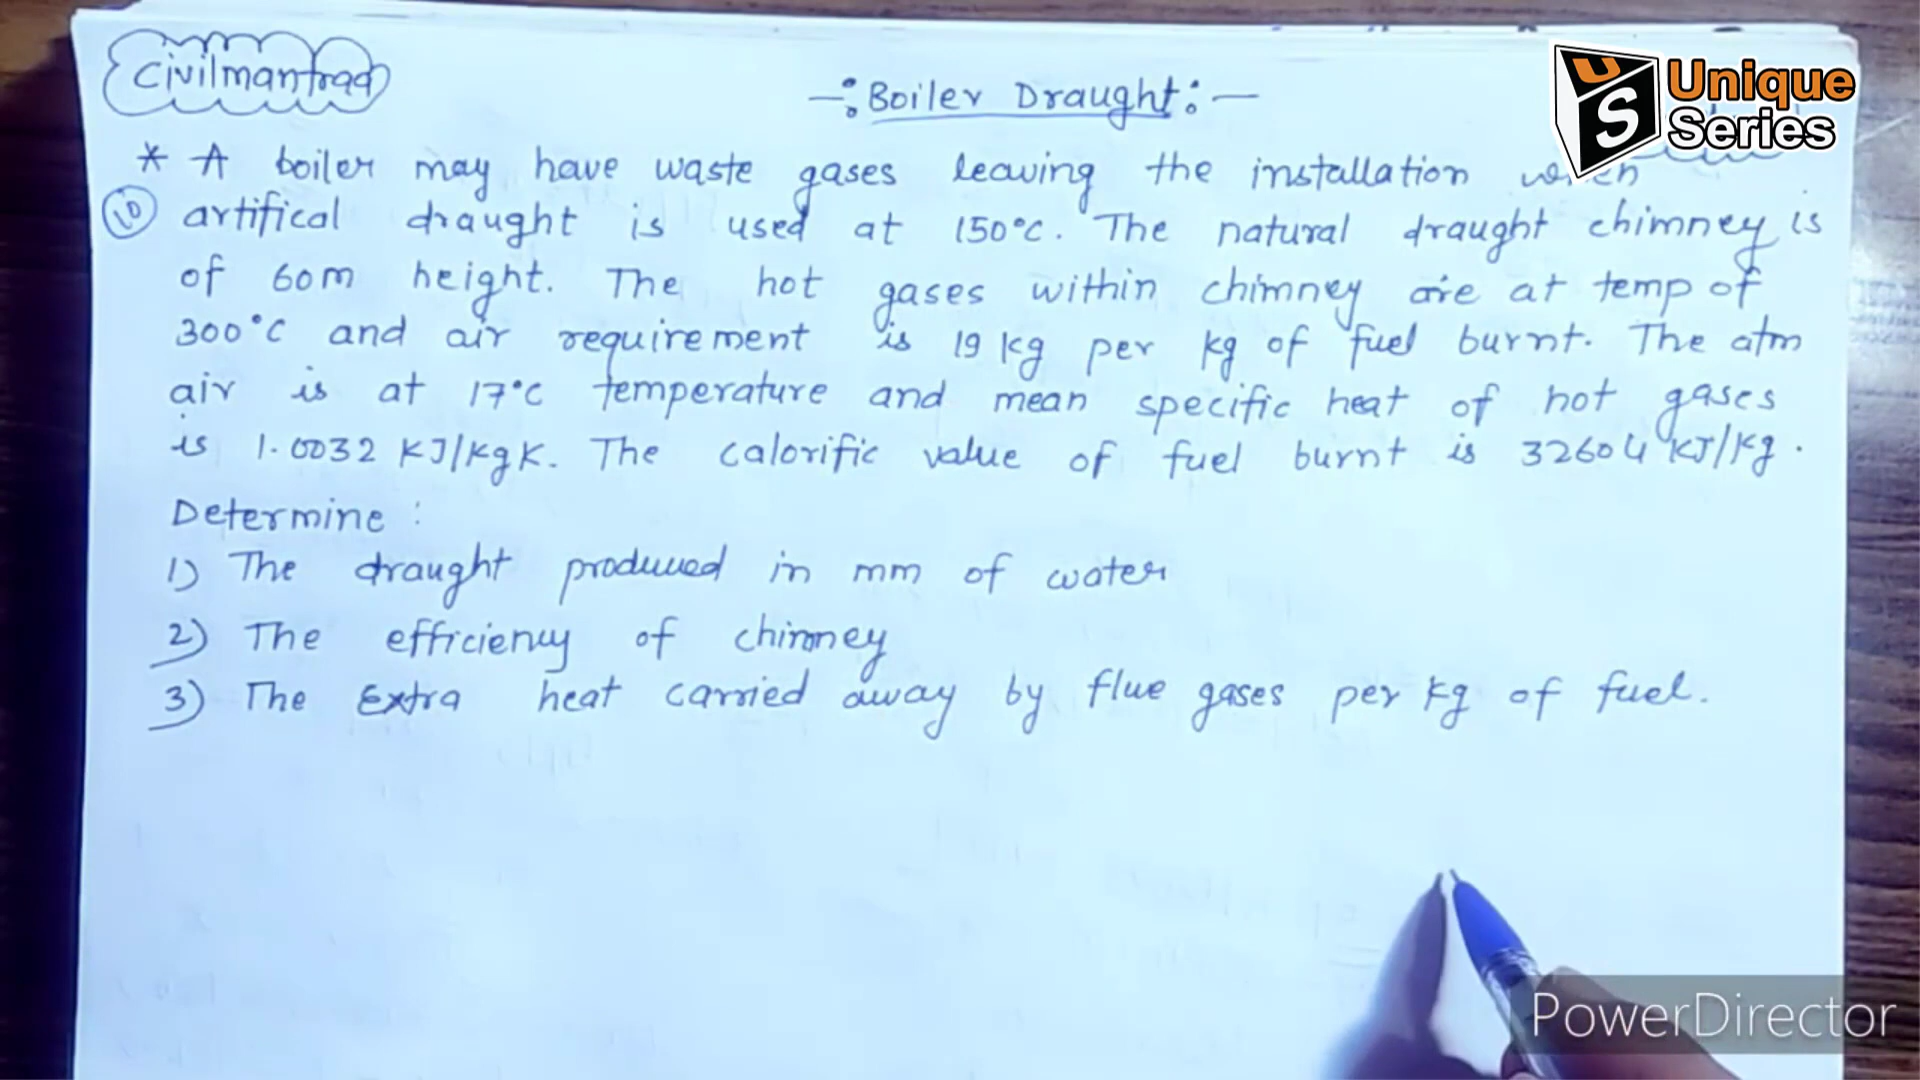 Civilmantraa
-: Boiler Draught :-
US Unique Series
* A boiler may have waste gases leaving the installation when
10 artifical draught is used at 150°C. The natural draught chimney is
of 60m height. The hot gases within chimney are at temp of
300°C and air requirement is 19 kg per kg of fuel burnt. The atm
air is at 17°C temperature and mean specific heat of hot gases
is 1.0032 KJ/kgK. The calorific value of fuel burnt is 32604 KJ/kg.
Determine :
1) The draught produced in mm of water
2) The efficiency of chimney
3) The Extra heat carried away by flue gases per kg of fuel.
PowerDirector